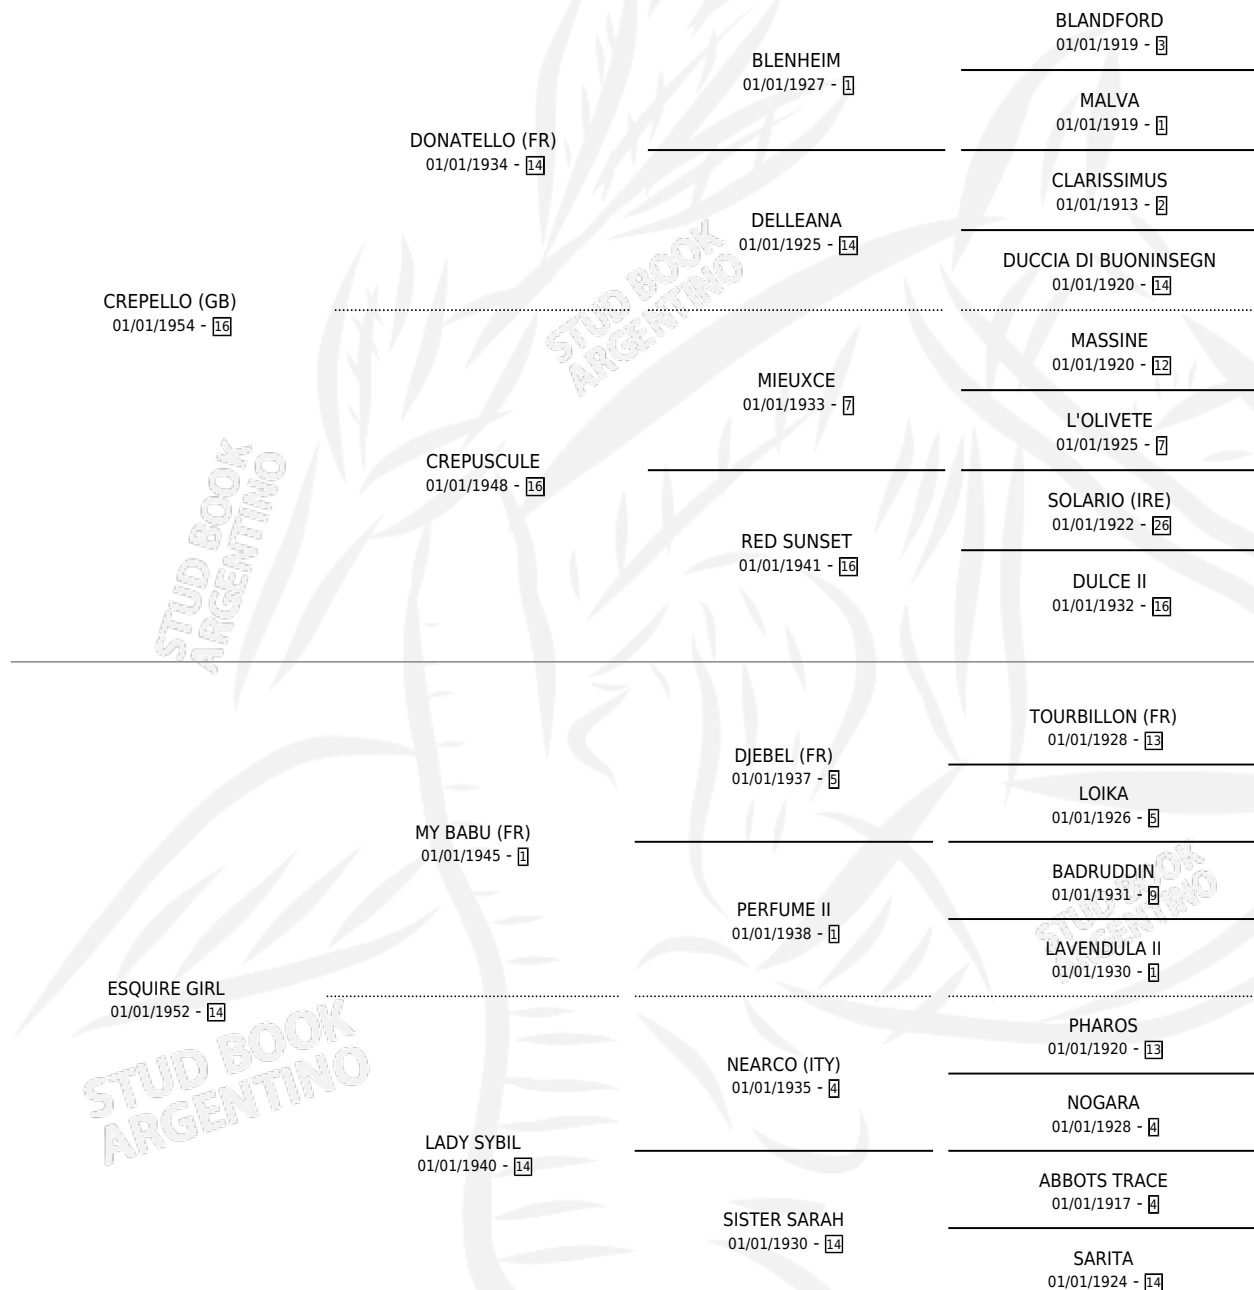 BLANDFORD
01/01/1919 - 3
BLENHEIM
01/01/1927 - 1
MALVA
01/01/1919 - 1
DONATELLO (FR)
01/01/1934 - 14
CLARISSIMUS
01/01/1913 - 2
DELLEANA
01/01/1925 - 14
DUCCIA DI BUONINSEGN
01/01/1920 - 14
CREPELLO (GB)
01/01/1954 - 16
STUD BOOK
ARGENTINO
MASSINE
01/01/1920 - 12
MIEUXCE
01/01/1933 - 7
L'OLIVETE
01/01/1925 - 7
CREPUSCULE
01/01/1948 - 16
SOLARIO (IRE)
01/01/1922 - 26
RED SUNSET
01/01/1941 - 16
DULCE II
01/01/1932 - 16
STUD BOOK
ARGENTINO
TOURBILLON (FR)
01/01/1928 - 13
DJEBEL (FR)
01/01/1937 - 5
LOIKA
01/01/1926 - 5
MY BABU (FR)
01/01/1945 - 1
BADRUDDIN
01/01/1931 - 9
PERFUME II
01/01/1938 - 1
STUD BOOK
ARGENTINO
LAVENDULA II
01/01/1930 - 1
ESQUIRE GIRL
01/01/1952 - 14
PHAROS
01/01/1920 - 13
NEARCO (ITY)
01/01/1935 - 4
NOGARA
01/01/1928 - 4
STUD BOOK
ARGENTINO
LADY SYBIL
01/01/1940 - 14
ABBOTS TRACE
01/01/1917 - 4
SISTER SARAH
01/01/1930 - 14
SARITA
01/01/1924 - 14